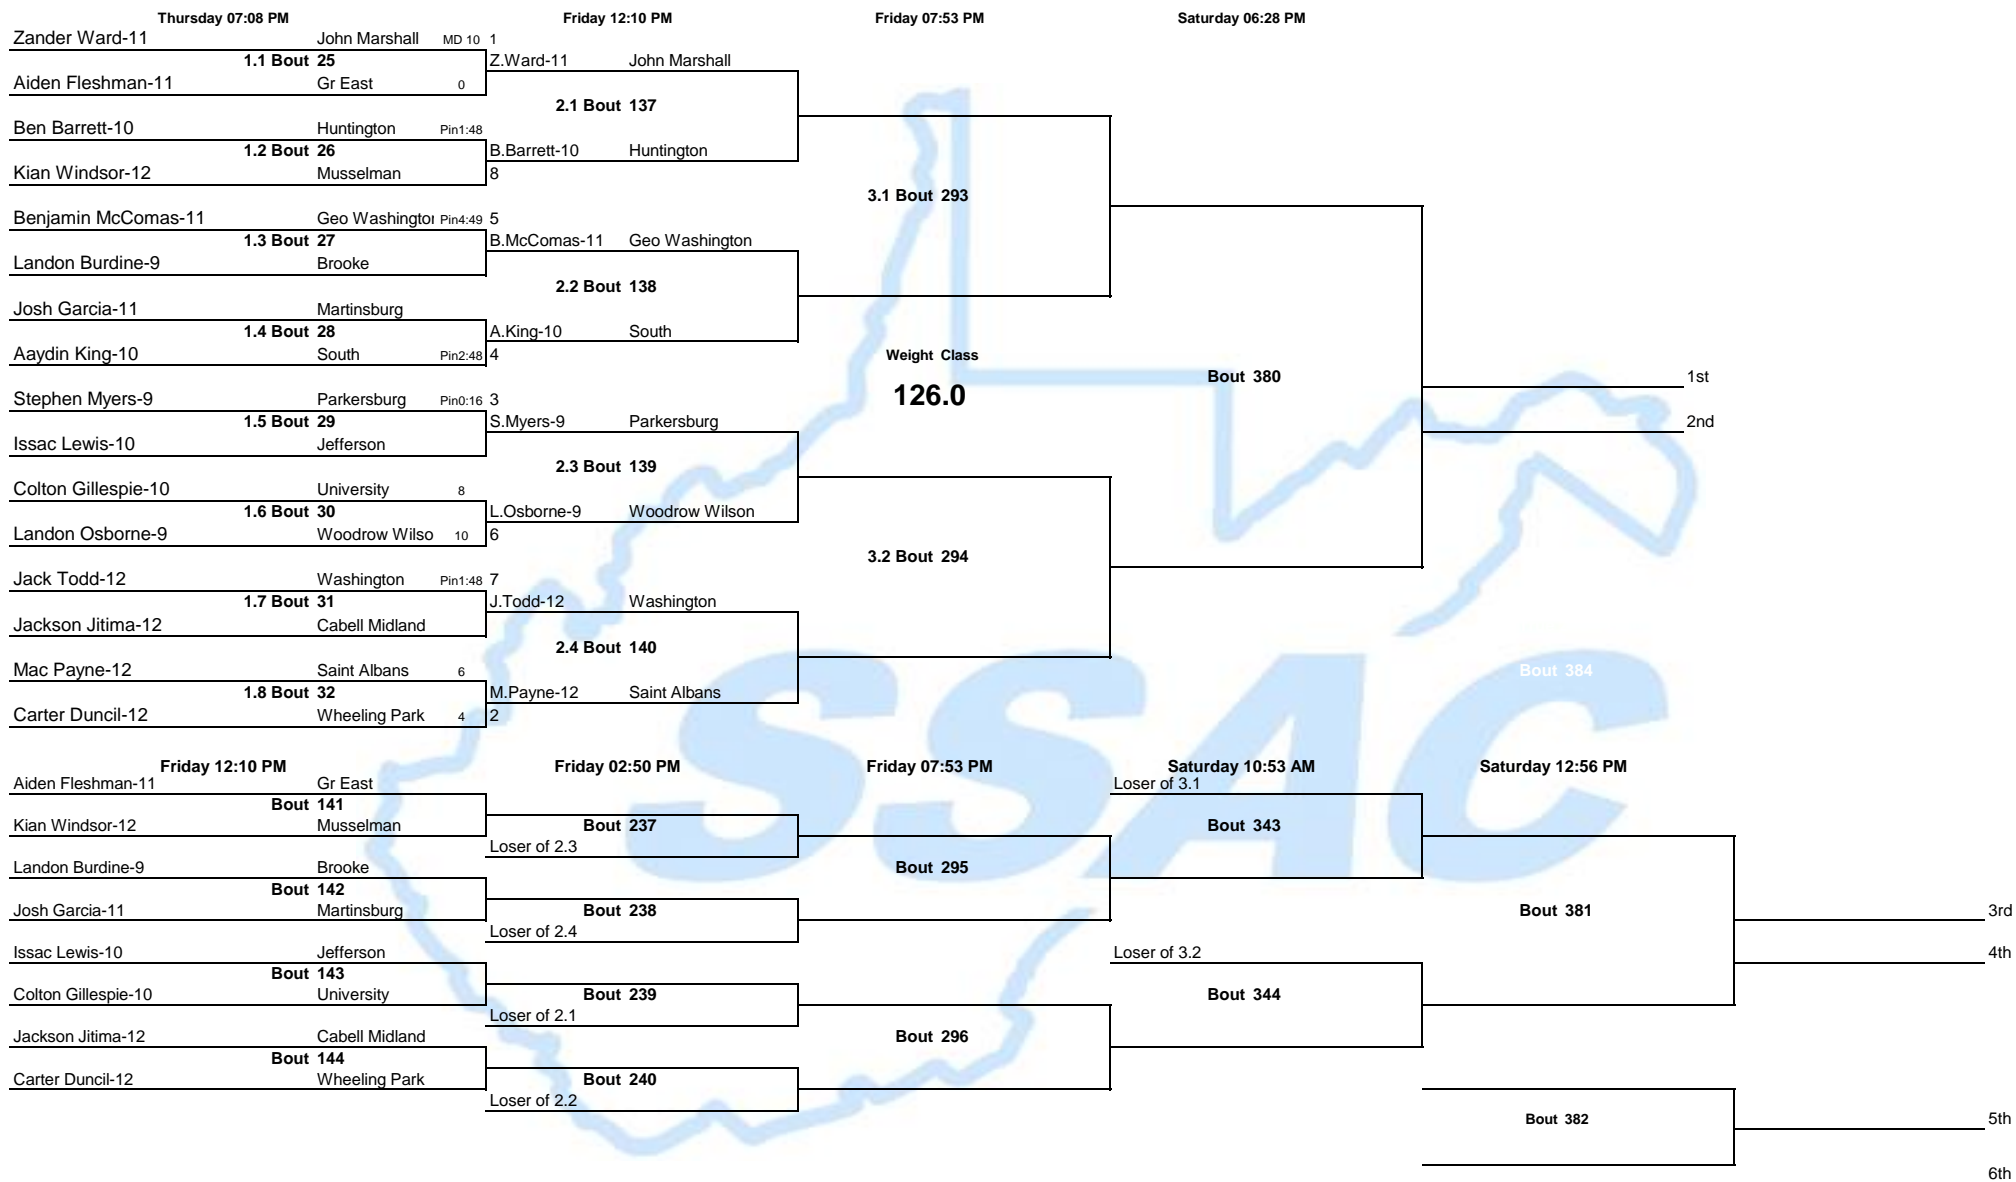 Thursday 07:08 PM Friday 12:10 PM Friday 07:53 PM Saturday 06:28 PM
Zander Ward-11 John Marshall MD 10 1
1.1 Bout 25 Z.Ward-11 John Marshall
Aiden Fleshman-11 Gr East 0
2.1 Bout 137
Ben Barrett-10 Huntington Pin1:48
1.2 Bout 26 B.Barrett-10 Huntington
Kian Windsor-12 Musselman 8
3.1 Bout 293
Benjamin McComas-11 Geo Washingtor Pin4:49 5
1.3 Bout 27 B.McComas-11 Geo Washington
Landon Burdine-9 Brooke
2.2 Bout 138
Josh Garcia-11 Martinsburg
1.4 Bout 28 A.King-10 South
Aaydin King-10 South Pin2:48 4
Weight Class
126.0
Bout 380 1st
Stephen Myers-9 Parkersburg Pin0:16 3
1.5 Bout 29 S.Myers-9 Parkersburg 2nd
Issac Lewis-10 Jefferson
2.3 Bout 139
Colton Gillespie-10 University 8
1.6 Bout 30 L.Osborne-9 Woodrow Wilson
Landon Osborne-9 Woodrow Wilso 10 6
3.2 Bout 294
Jack Todd-12 Washington Pin1:48 7
1.7 Bout 31 J.Todd-12 Washington
Jackson Jitima-12 Cabell Midland
2.4 Bout 140
Mac Payne-12 Saint Albans 6
Bout 384
1.8 Bout 32 M.Payne-12 Saint Albans
Carter Duncil-12 Wheeling Park 4 2
SSAC
Friday 12:10 PM Friday 02:50 PM Friday 07:53 PM Saturday 10:53 AM Saturday 12:56 PM
Aiden Fleshman-11 Gr East Loser of 3.1
Bout 141
Kian Windsor-12 Musselman Bout 237 Bout 343
Loser of 2.3
Landon Burdine-9 Brooke Bout 295
Bout 142
Josh Garcia-11 Martinsburg Bout 238 Bout 381 3rd
Loser of 2.4
Issac Lewis-10 Jefferson Loser of 3.2 4th
Bout 143
Colton Gillespie-10 University Bout 239 Bout 344
Loser of 2.1
Jackson Jitima-12 Cabell Midland Bout 296
Bout 144
Carter Duncil-12 Wheeling Park Bout 240
Loser of 2.2
Bout 382 5th
6th